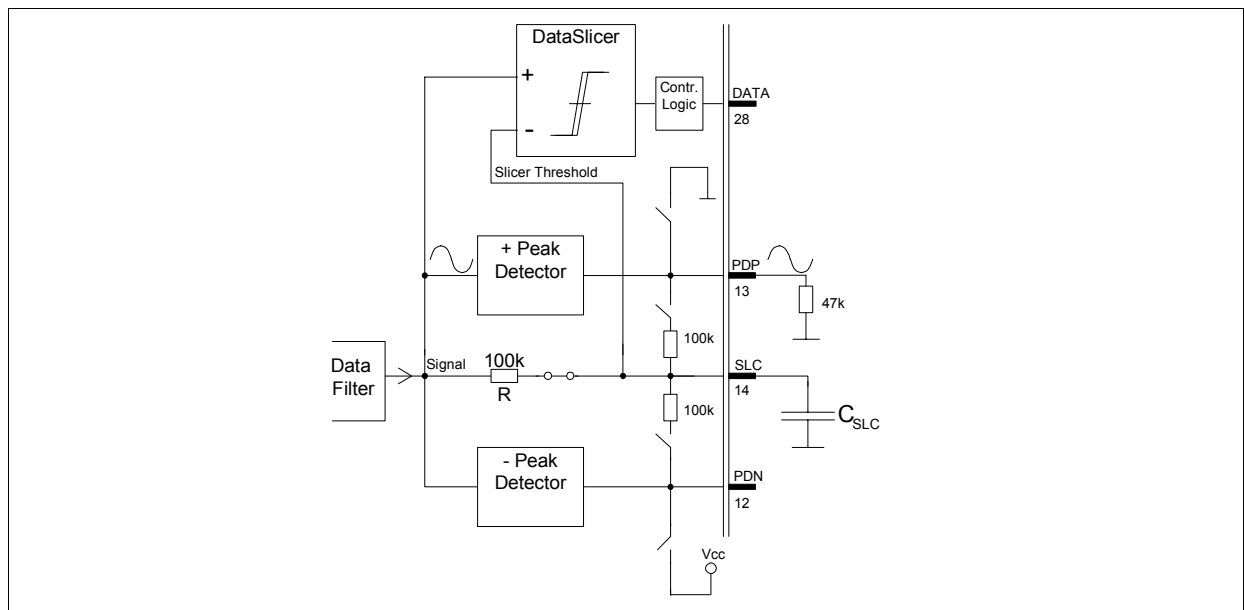 DataSlicer
+
-
Contr.
Logic
DATA
28
Slicer Threshold
+ Peak
Detector
PDP
13
47k
100k
Data
Filter
Signal
100k
R
SLC
14
100k
CSLC
- Peak
Detector
PDN
12
Vcc